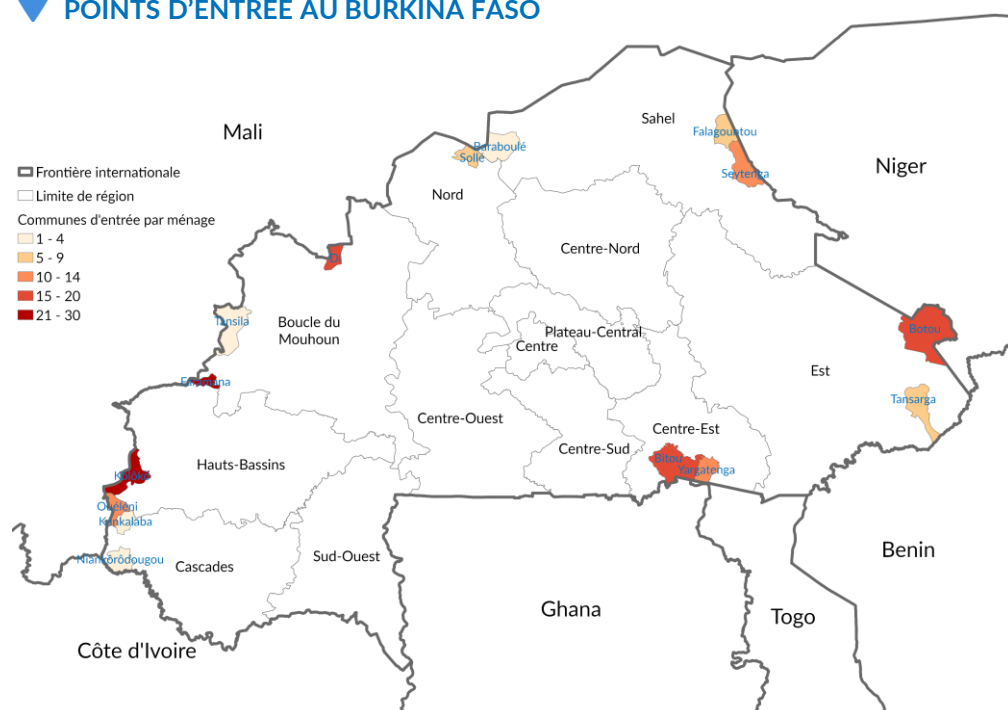 POINTS D'ENTRÉE AU BURKINA FASO
Mali
Sahel
Falagountou
Niger
Baraboulé
Sollé
Seytenga
Frontière internationale
Limite de région
Nord
Communes d'entrée par ménage
1 - 4
5 - 9
10 - 14
15 - 20
21 - 30
Centre-Nord
Di
Tansila
Boucle du
Mouhoun
Plateau-Central
Centre
Botou
Est
Tansarga
Centre-Ouest
Centre-Est
Centre-Sud
Bitou
Yargatenga
Hauts-Bassins
Kankalaba
Niankôrôdougou
Cascades
Sud-Ouest
Benin
Ghana
Togo
Côte d'Ivoire